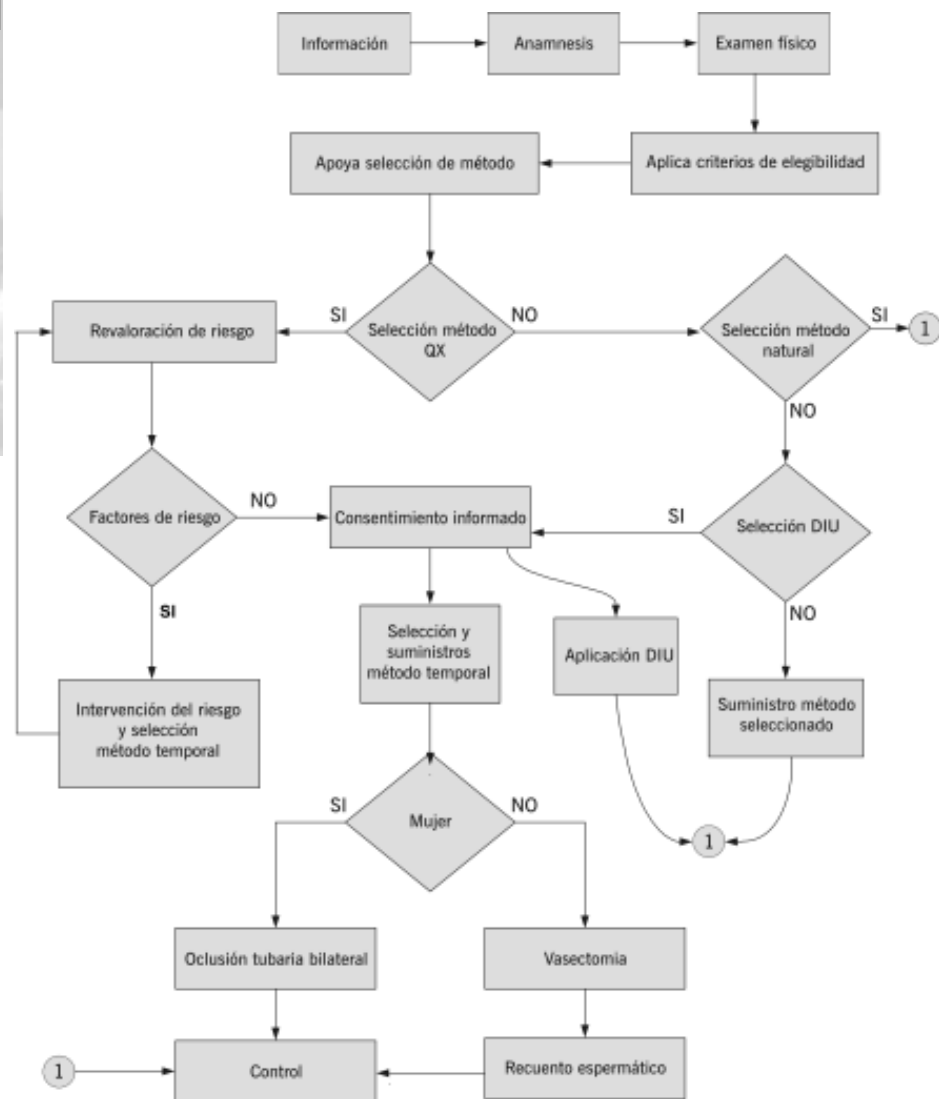 Información
Anamnesis
Examen físico
Apoya selección de método
Aplica criterios de elegibilidad
Revaloración de riesgo
SI
Selección método
QX
NO
Selección método
natural
SI
1
NO
Factores de riesgo
NO
Consentimiento informado
SI
Selección DIU
SI
NO
Selección y
suministros
método temporal
Aplicación DIU
Intervención del riesgo
y selección
método temporal
Suministro método
seleccionado
SI
Mujer
NO
1
Oclusión tubaria bilateral
Vasectomia
1
Control
Recuento espermático